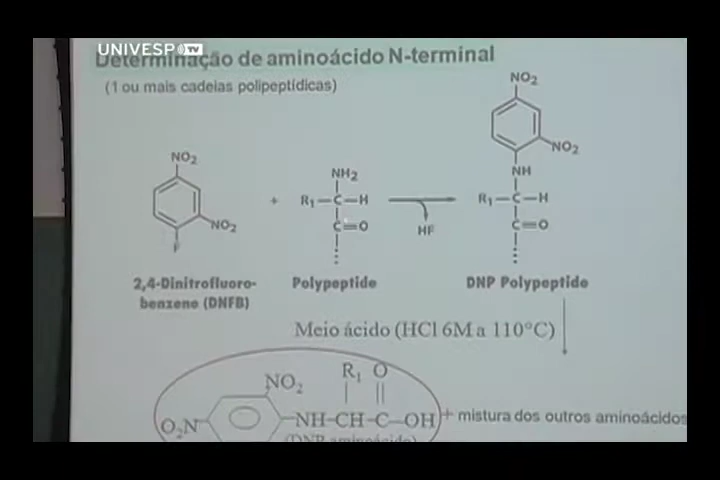 UNIVESP TV
Determinação de aminoácido N-terminal
(1 ou mais cadeias polipeptídicas)
NO2
NO2
NH
R1–C–H
C=O
NO2
NO2
F
+
NH2
R1–C–H
C=O
HF
2,4-Dinitrofluoro-
benzene (DNFB)
Polypeptide
DNP Polypeptide
Meio ácido (HCl 6M a 110°C)
NO2
O2N
R1 O
NH–CH–C–OH
+ mistura dos outros aminoácidos
(DNP aminoácido)